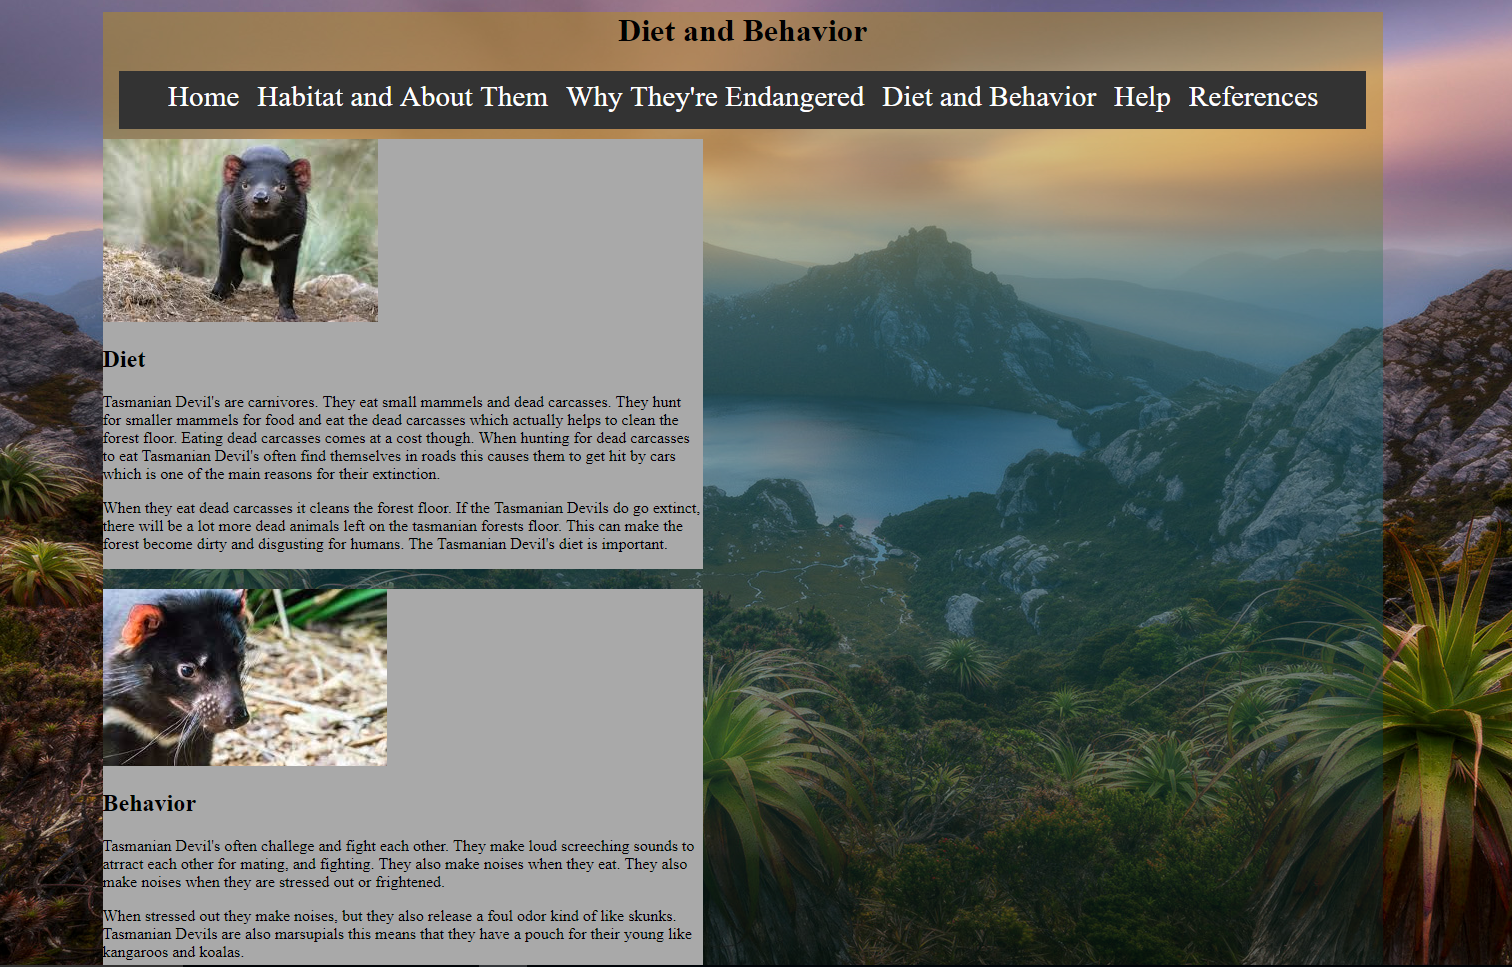 Diet and Behavior
Home Habitat and About Them Why They're Endangered Diet and Behavior Help References
Diet
Tasmanian Devil's are carnivores. They eat small mammels and dead carcasses. They hunt
for smaller mammels for food and eat the dead carcasses which actually helps to clean the
forest floor. Eating dead carcasses comes at a cost though. When hunting for dead carcasses
to eat Tasmanian Devil's often find themselves in roads this causes them to get hit by cars
which is one of the main reasons for their extinction.
When they eat dead carcasses it cleans the forest floor. If the Tasmanian Devils do go extinct,
there will be a lot more dead animals left on the tasmanian forests floor. This can make the
forest become dirty and disgusting for humans. The Tasmanian Devil's diet is important.
Behavior
Tasmanian Devil's often challege and fight each other. They make loud screeching sounds to
atrract each other for mating, and fighting. They also make noises when they eat. They also
make noises when they are stressed out or frightened.
When stressed out they make noises, but they also release a foul odor kind of like skunks.
Tasmanian Devils are also marsupials this means that they have a pouch for their young like
kangaroos and koalas.